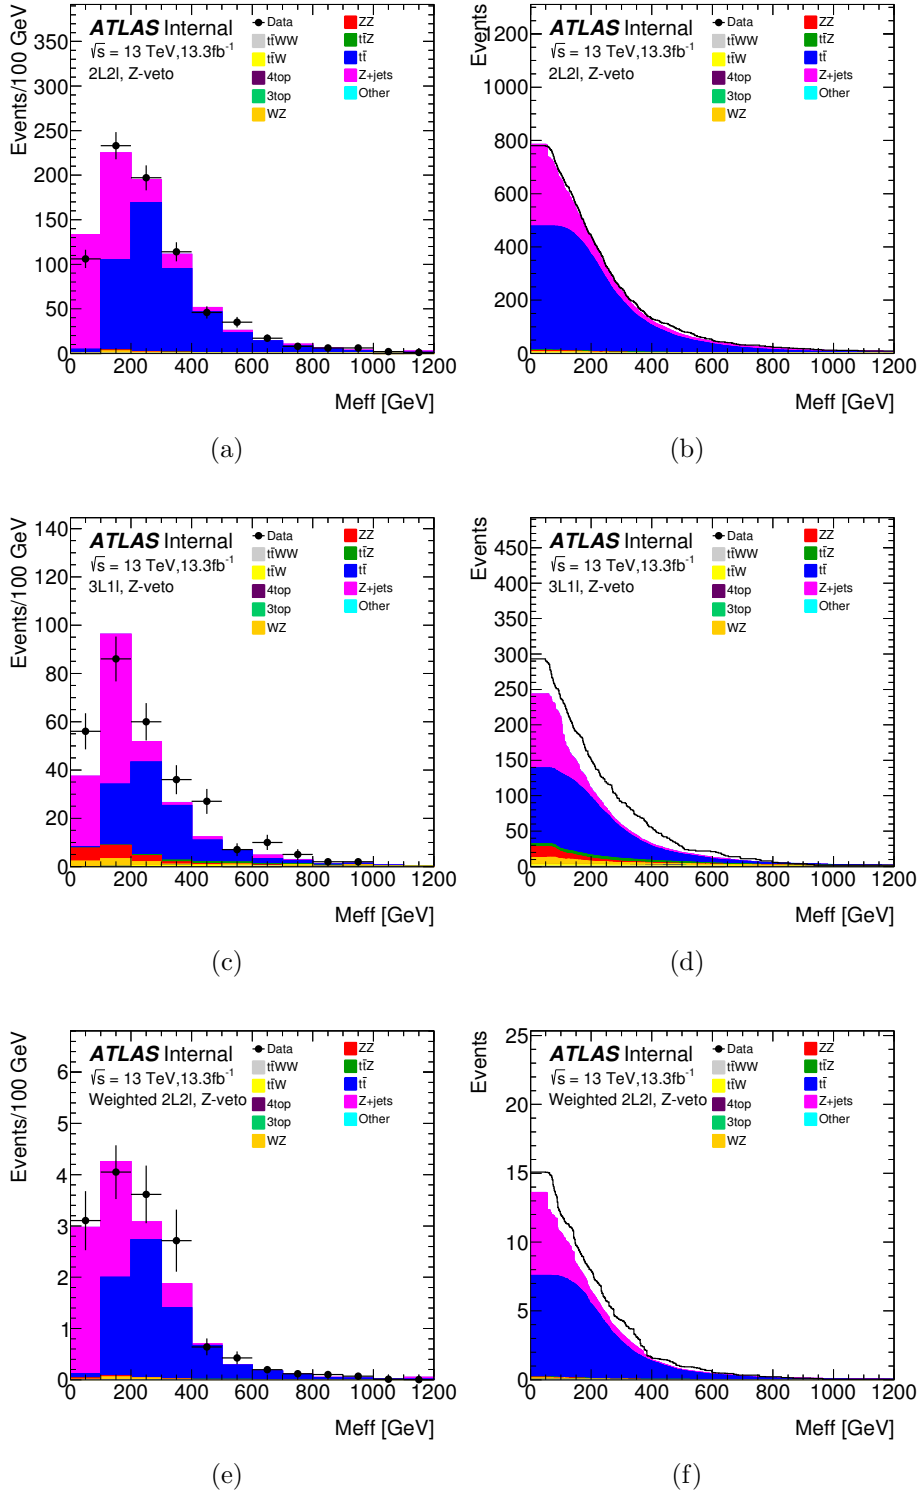 Events/100 GeV
350
300
250
200
150
100
50
0
ATLAS Internal
√s = 13 TeV,13.3fb⁻¹
2L2l, Z-veto
Data
tt̄WW
tt̄W
4top
3top
WZ
ZZ
tt̄Z
tt̄
Z+jets
Other
0 200 400 600 800 1000 1200
Meff [GeV]
(a)
Events
1200
1000
800
600
400
200
0
ATLAS Internal
√s = 13 TeV,13.3fb⁻¹
2L2l, Z-veto
Data
tt̄WW
tt̄W
4top
3top
WZ
ZZ
tt̄Z
tt̄
Z+jets
Other
0 200 400 600 800 1000 1200
Meff [GeV]
(b)
Events/100 GeV
140
120
100
80
60
40
20
0
ATLAS Internal
√s = 13 TeV,13.3fb⁻¹
3L1l, Z-veto
Data
tt̄WW
tt̄W
4top
3top
WZ
ZZ
tt̄Z
tt̄
Z+jets
Other
0 200 400 600 800 1000 1200
Meff [GeV]
(c)
Events
450
400
350
300
250
200
150
100
50
0
ATLAS Internal
√s = 13 TeV,13.3fb⁻¹
3L1l, Z-veto
Data
tt̄WW
tt̄W
4top
3top
WZ
ZZ
tt̄Z
tt̄
Z+jets
Other
0 200 400 600 800 1000 1200
Meff [GeV]
(d)
Events/100 GeV
6
5
4
3
2
1
0
ATLAS Internal
√s = 13 TeV,13.3fb⁻¹
Weighted 2L2l, Z-veto
Data
tt̄WW
tt̄W
4top
3top
WZ
ZZ
tt̄Z
tt̄
Z+jets
Other
0 200 400 600 800 1000 1200
Meff [GeV]
(e)
Events
25
20
15
10
5
0
ATLAS Internal
√s = 13 TeV,13.3fb⁻¹
Weighted 2L2l, Z-veto
Data
tt̄WW
tt̄W
4top
3top
WZ
ZZ
tt̄Z
tt̄
Z+jets
Other
0 200 400 600 800 1000 1200
Meff [GeV]
(f)